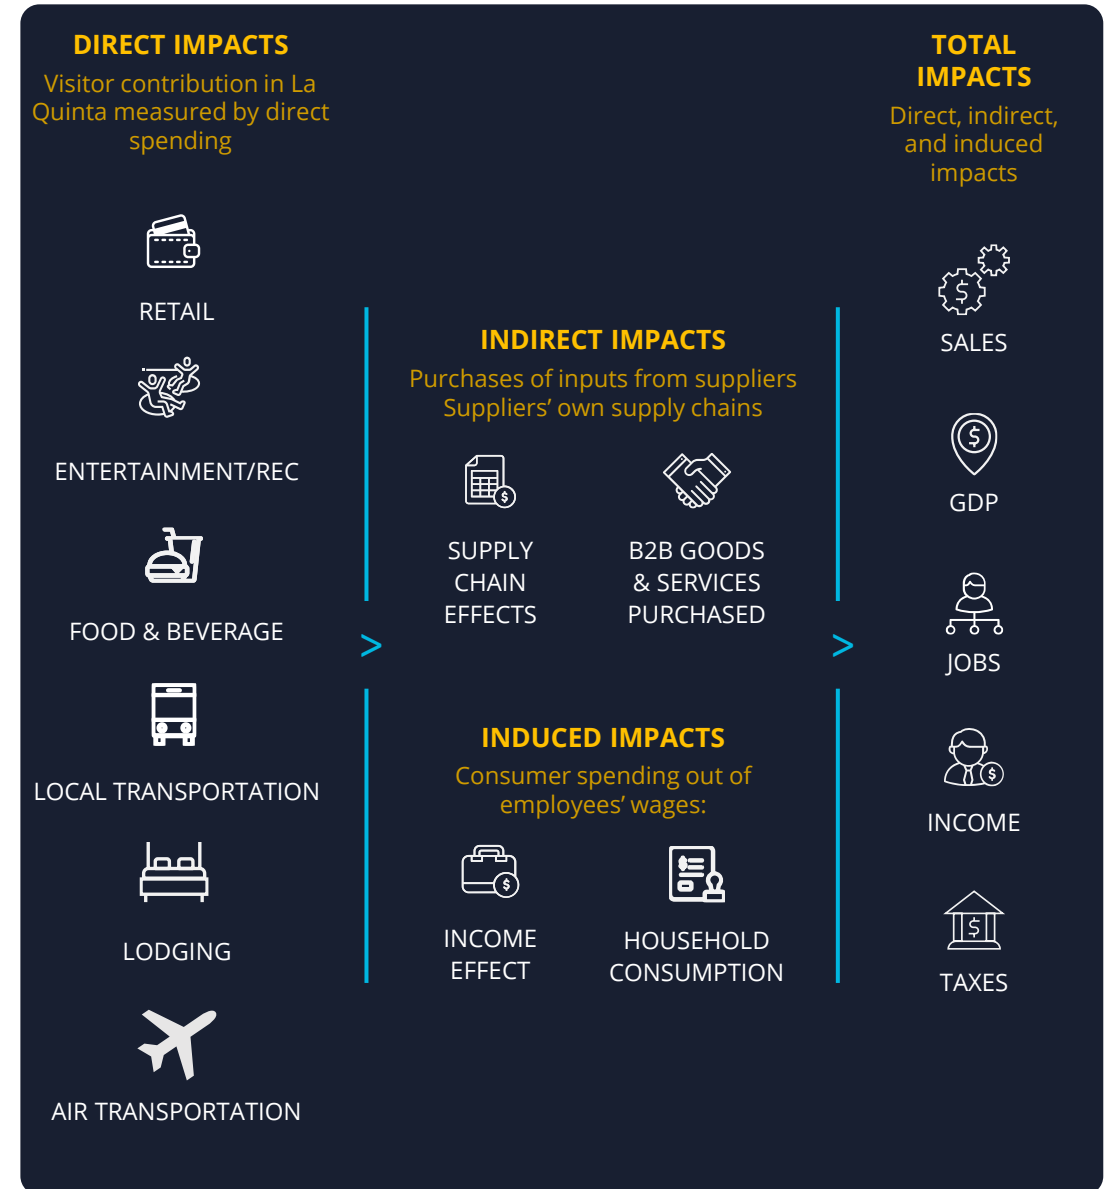 DIRECT IMPACTS
Visitor contribution in La
Quinta measured by direct
spending
RETAIL
ENTERTAINMENT/REC
FOOD & BEVERAGE
LOCAL TRANSPORTATION
LODGING
AIR TRANSPORTATION
>
INDIRECT IMPACTS
Purchases of inputs from suppliers
Suppliers’ own supply chains
SUPPLY
CHAIN
EFFECTS
B2B GOODS
& SERVICES
PURCHASED
INDUCED IMPACTS
Consumer spending out of
employees’ wages:
INCOME
EFFECT
HOUSEHOLD
CONSUMPTION
>
TOTAL
IMPACTS
Direct, indirect,
and induced
impacts
SALES
GDP
JOBS
INCOME
TAXES